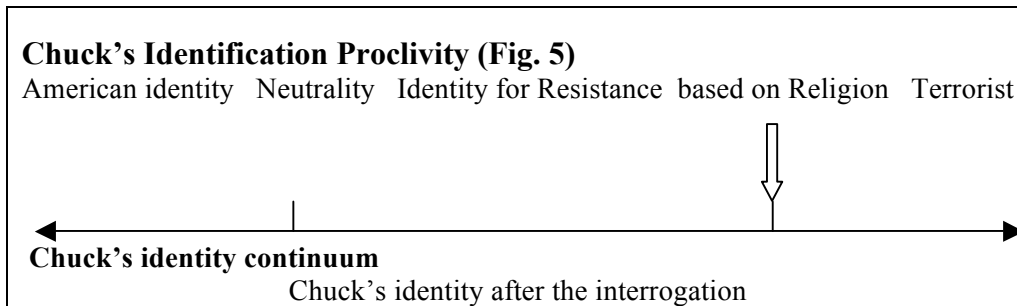 Chuck’s Identification Proclivity (Fig. 5)
American identity Neutrality Identity for Resistance based on Religion Terrorist
Chuck’s identity continuum
Chuck’s identity after the interrogation